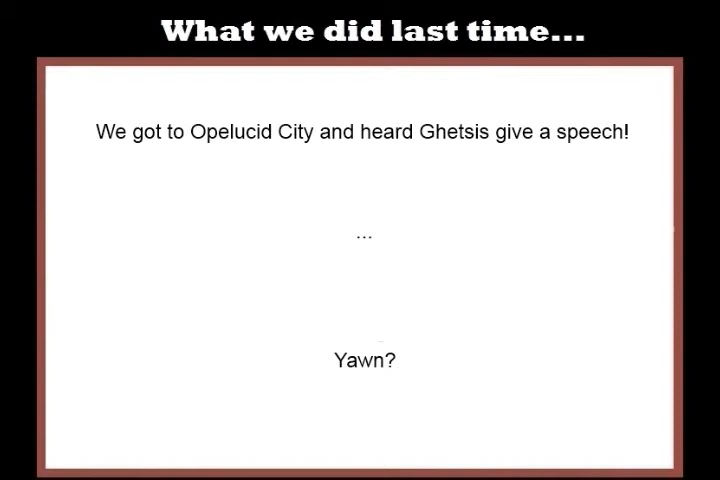 What we did last time...
We got to Opelucid City and heard Ghetsis give a speech!
...
Yawn?